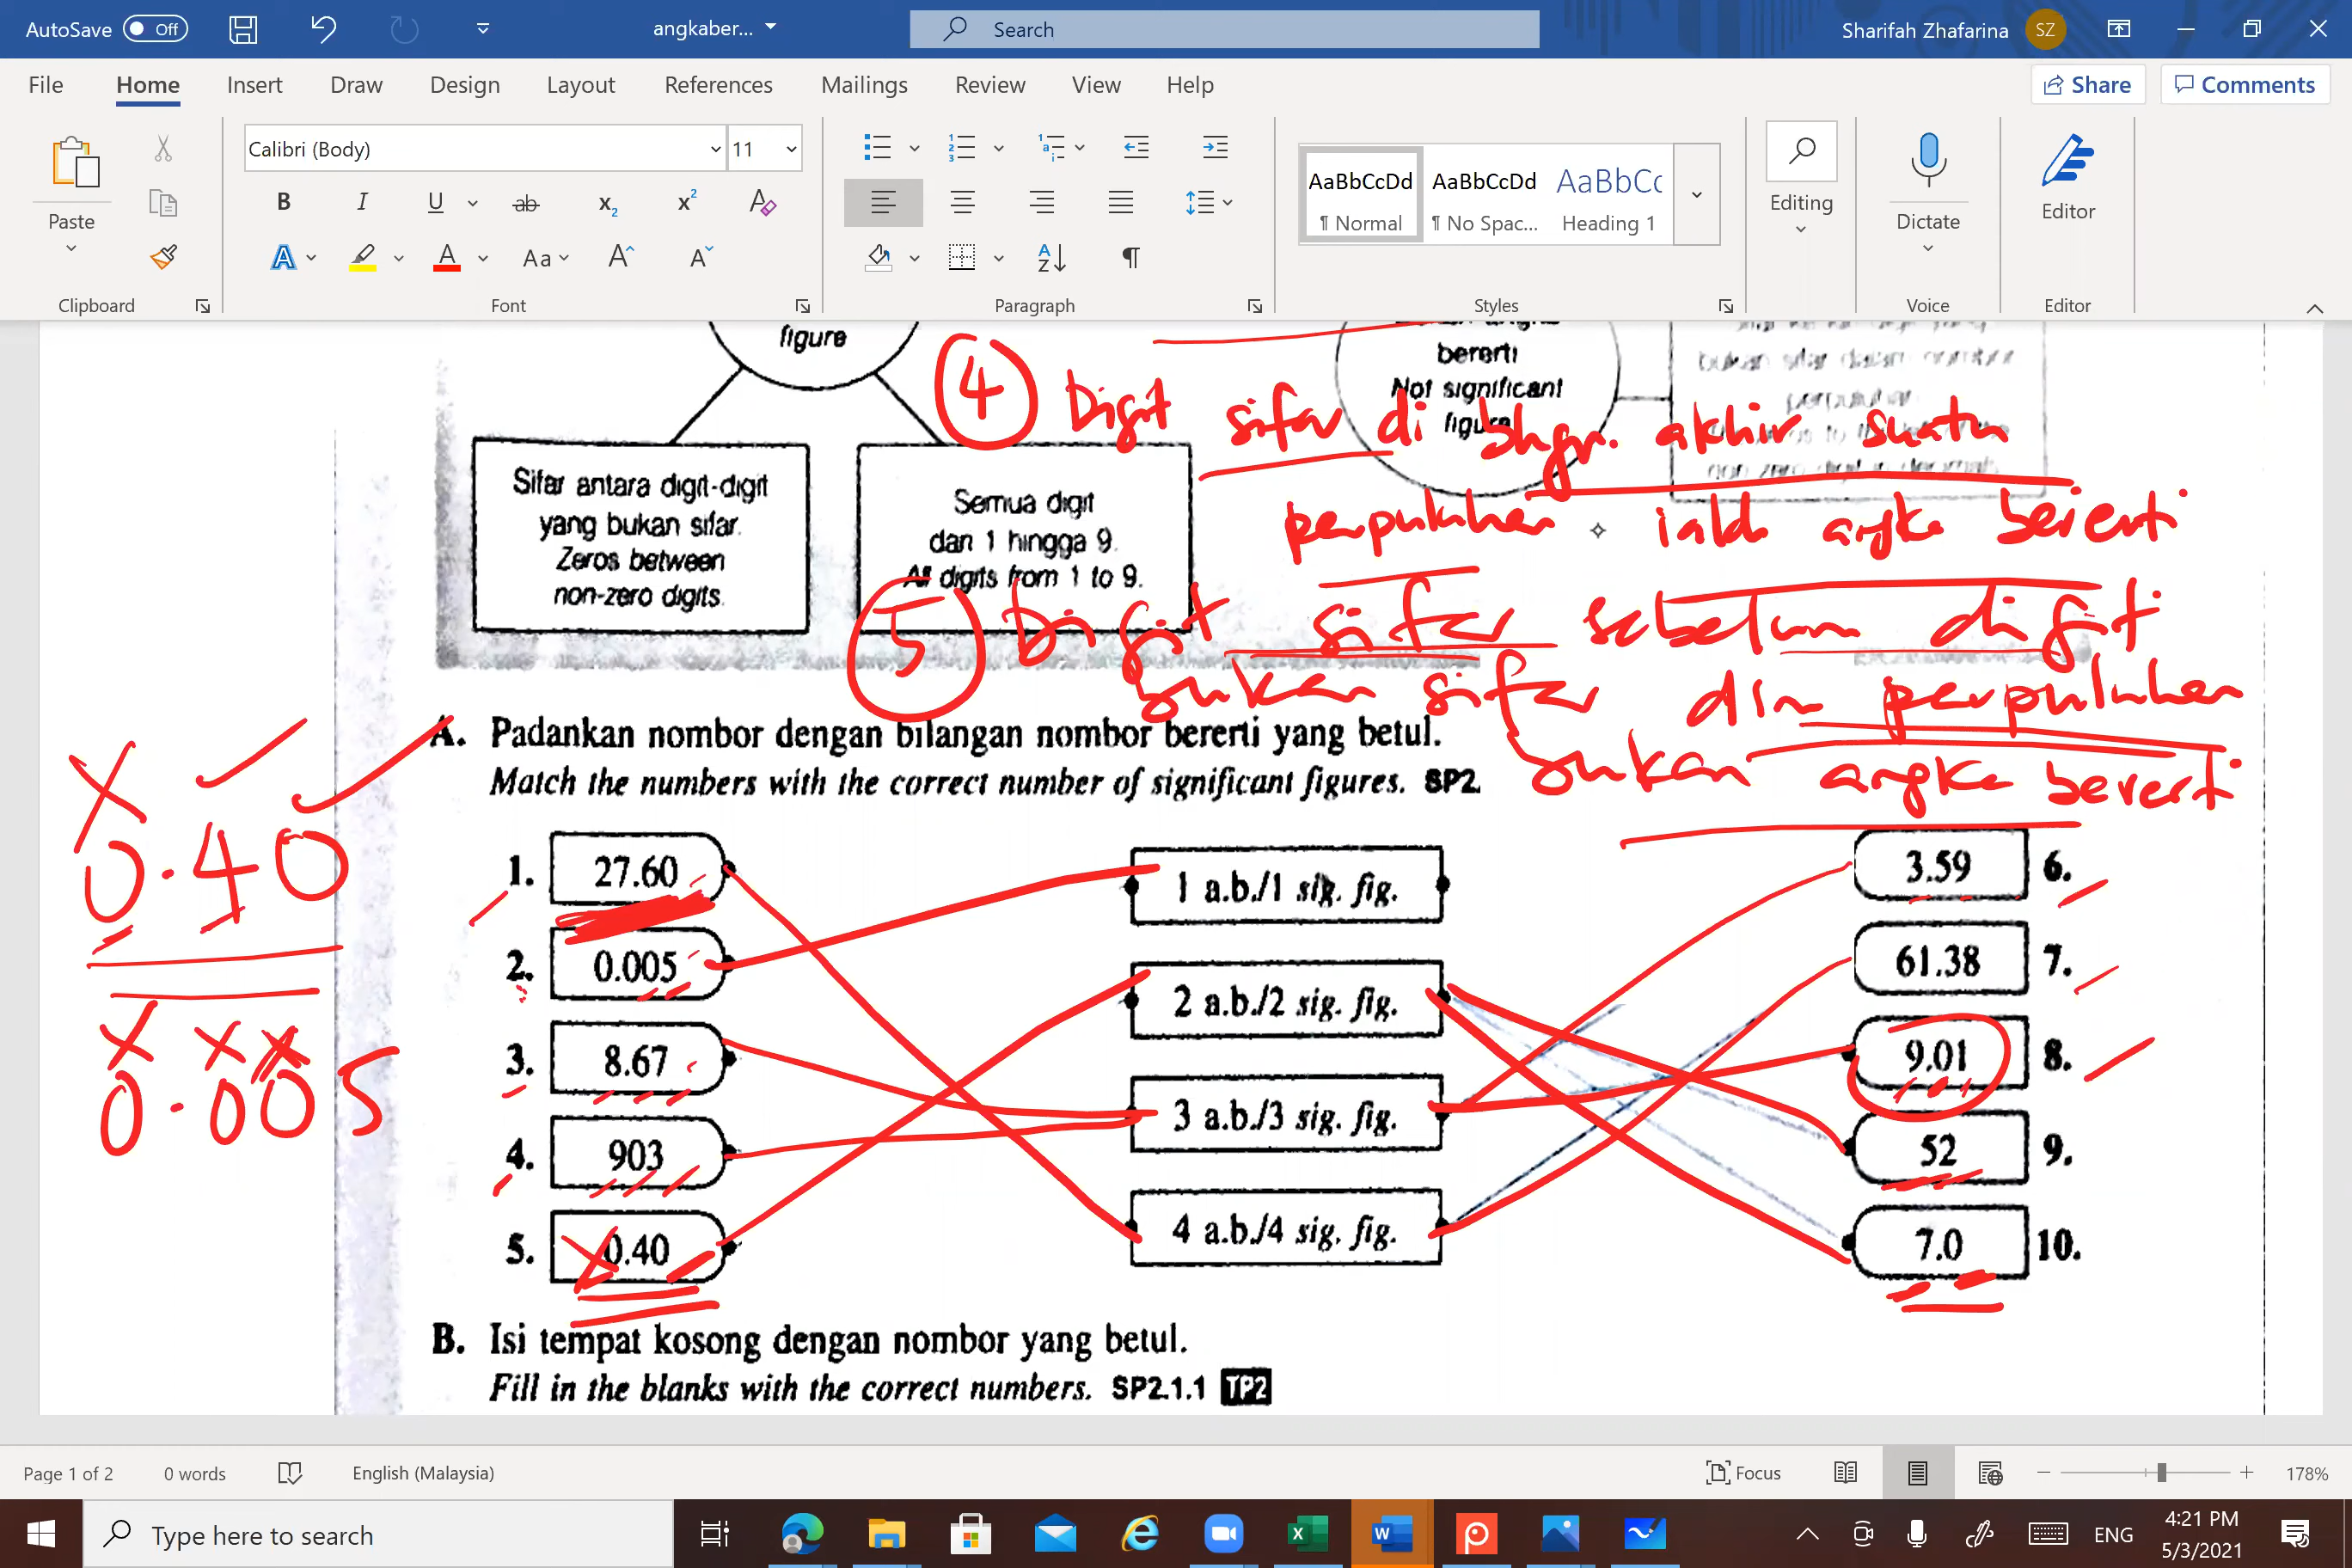 AutoSave Off angkaber... Search Sharifah Zhafarina SZ
File Home Insert Draw Design Layout References Mailings Review View Help Share Comments
Paste Calibri (Body) 11 AaBbCcDd AaBbCcDd AaBbCc Editing Dictate Editor
¶ Normal ¶ No Spac... Heading 1
Clipboard Font Paragraph Styles Voice Editor
figure
bererti
Not significant
figure
bukan sifar dalam
Sifar antara digit-digit
yang bukan sifar.
Zeros between
non-zero digits.
Semua digit
dari 1 hingga 9.
All digits from 1 to 9.
4 Digit sifar di bhgn. akhir suatu
perpuluhan ialah angka bererti
5 Digit sifar sebelum digit
bukan sifar dlm perpuluhan
bukan angka bererti
A. Padankan nombor dengan bilangan nombor bererti yang betul.
Match the numbers with the correct number of significant figures. SP2.
0.40
0.005
1. 27.60
2. 0.005
3. 8.67
4. 903
5. 0.40
1 a.b./1 sig. fig.
2 a.b./2 sig. fig.
3 a.b./3 sig. fig.
4 a.b./4 sig. fig.
3.59 6.
61.38 7.
9.01 8.
52 9.
7.0 10.
B. Isi tempat kosong dengan nombor yang betul.
Fill in the blanks with the correct numbers. SP2.1.1 TP2
Page 1 of 2 0 words English (Malaysia) Focus 178%
Type here to search ENG 4:21 PM
5/3/2021